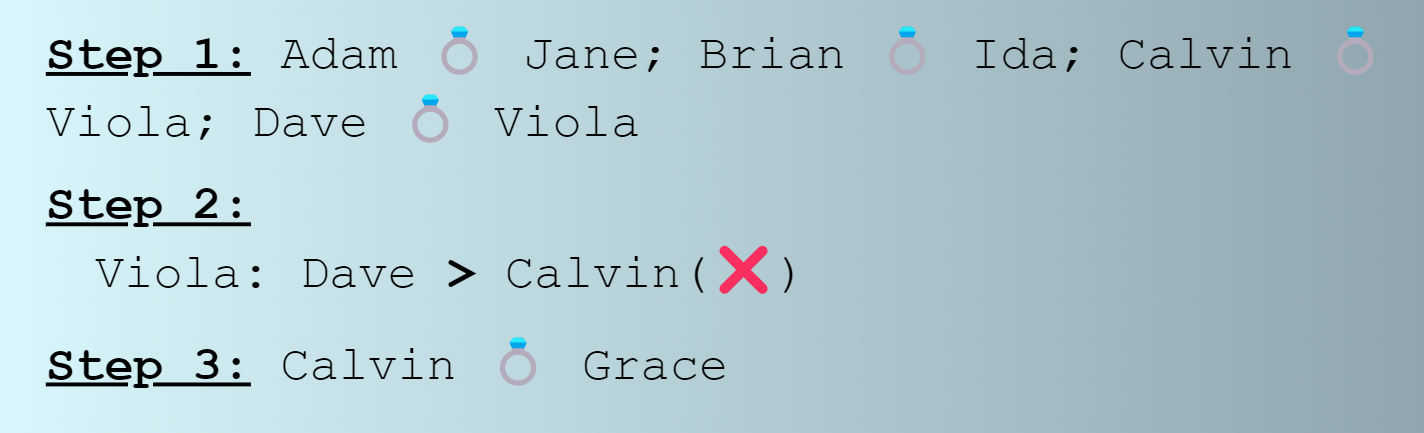 Step 1: Adam 💍 Jane; Brian 💍 Ida; Calvin 💍
Viola; Dave 💍 Viola
Step 2:
Viola: Dave > Calvin(❌)
Step 3: Calvin 💍 Grace